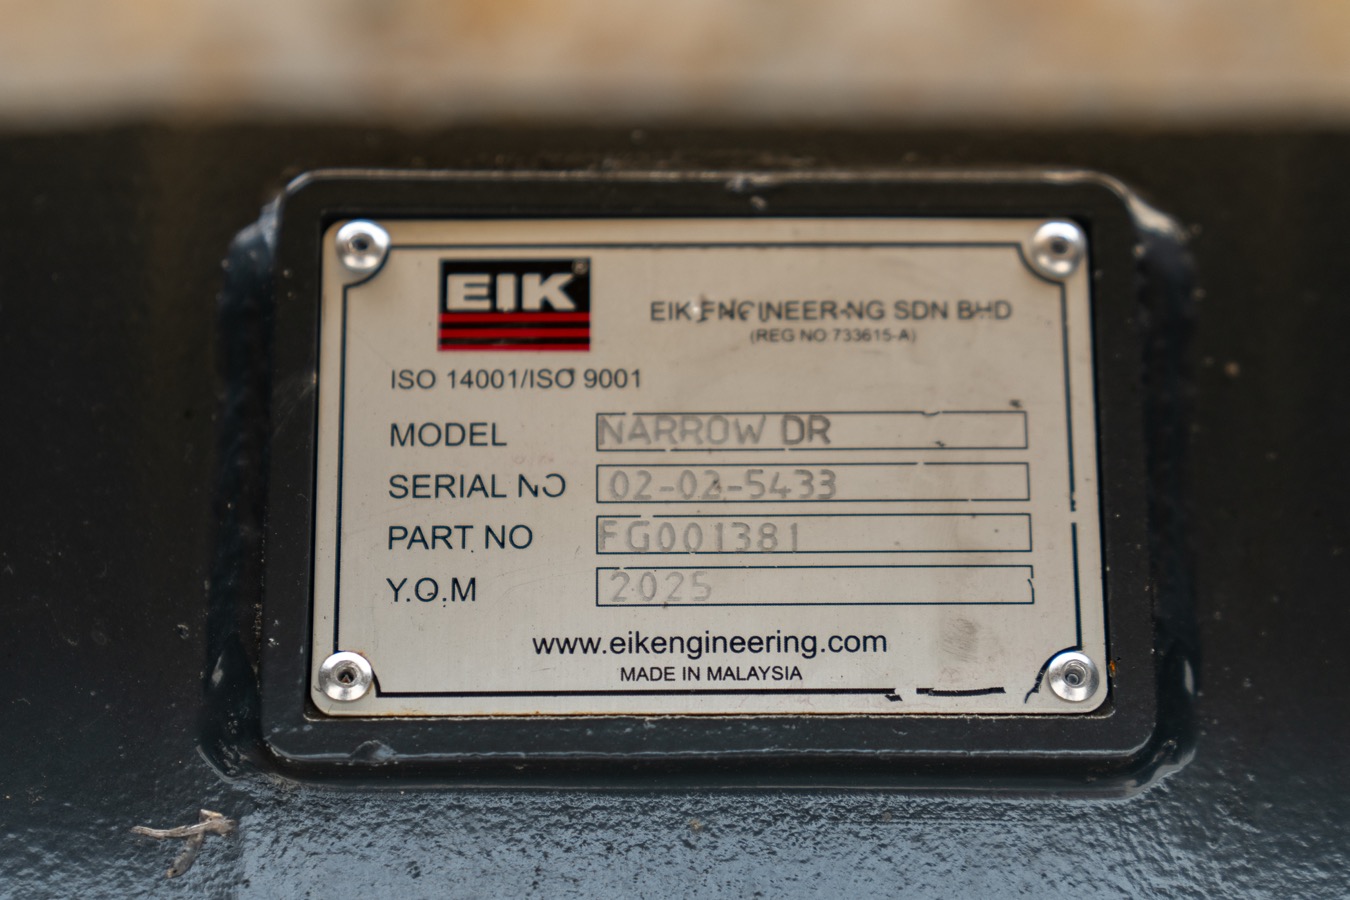 EIK
EIK ENGINEERING SDN BHD
(REG NO 733615-A)
ISO 14001/ISO 9001
MODEL NARROW DR
SERIAL NO 02-02-5433
PART NO FG001381
Y.O.M 2025
www.eikengineering.com
MADE IN MALAYSIA